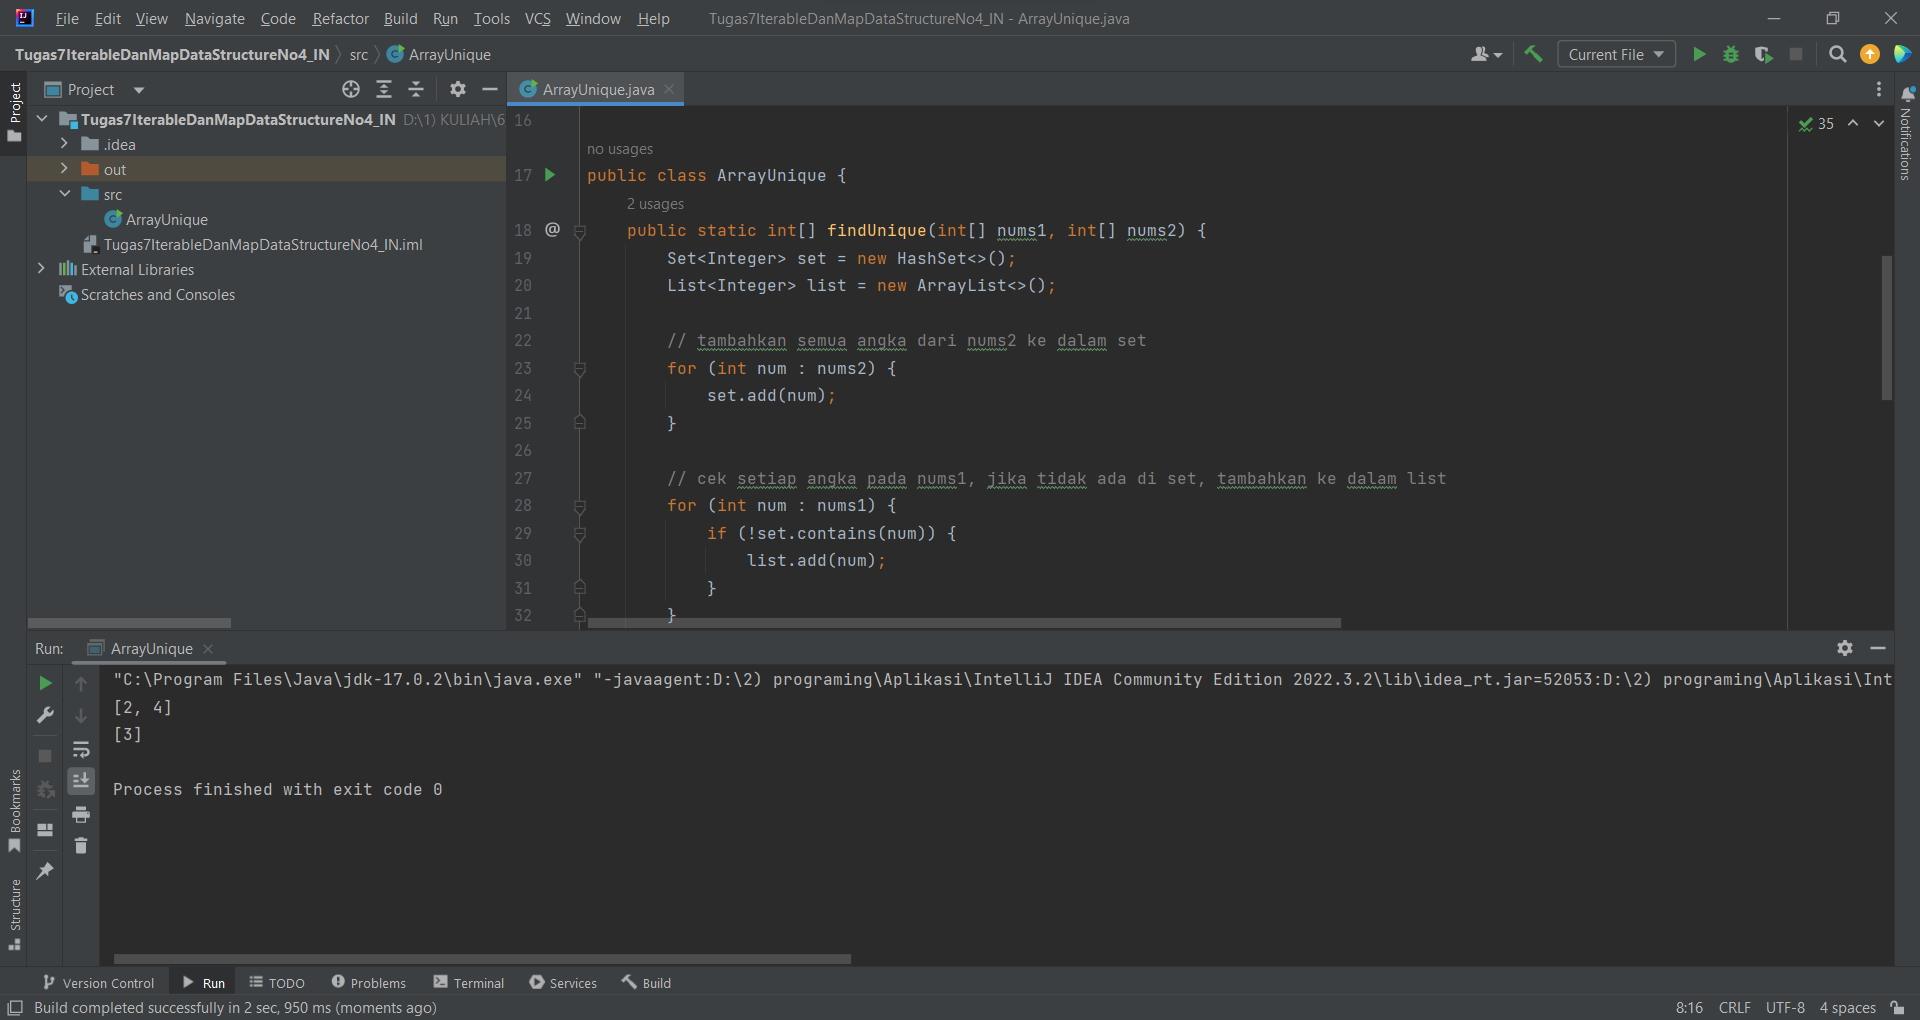 File Edit View Navigate Code Refactor Build Run Tools VCS Window Help Tugas7IterableDanMapDataStructureNo4_IN - ArrayUnique.java
Tugas7IterableDanMapDataStructureNo4_IN src ArrayUnique Current File
Project
Project
ArrayUnique.java
Notifications
Tugas7IterableDanMapDataStructureNo4_IN D:\1) KULIAH\6
.idea
out
src
ArrayUnique
Tugas7IterableDanMapDataStructureNo4_IN.iml
External Libraries
Scratches and Consoles
35
16
no usages
17 public class ArrayUnique {
2 usages
18 @ public static int[] findUnique(int[] nums1, int[] nums2) {
19 Set<Integer> set = new HashSet<>();
20 List<Integer> list = new ArrayList<>();
21
22 // tambahkan semua angka dari nums2 ke dalam set
23 for (int num : nums2) {
24 set.add(num);
25 }
26
27 // cek setiap angka pada nums1, jika tidak ada di set, tambahkan ke dalam list
28 for (int num : nums1) {
29 if (!set.contains(num)) {
30 list.add(num);
31 }
32 }
Run: ArrayUnique
"C:\Program Files\Java\jdk-17.0.2\bin\java.exe" "-javaagent:D:\2) programing\Aplikasi\IntelliJ IDEA Community Edition 2022.3.2\lib\idea_rt.jar=52053:D:\2) programing\Aplikasi\Int
[2, 4]
[3]
Process finished with exit code 0
Bookmarks
Structure
Version Control Run TODO Problems Terminal Services Build
Build completed successfully in 2 sec, 950 ms (moments ago) 8:16 CRLF UTF-8 4 spaces